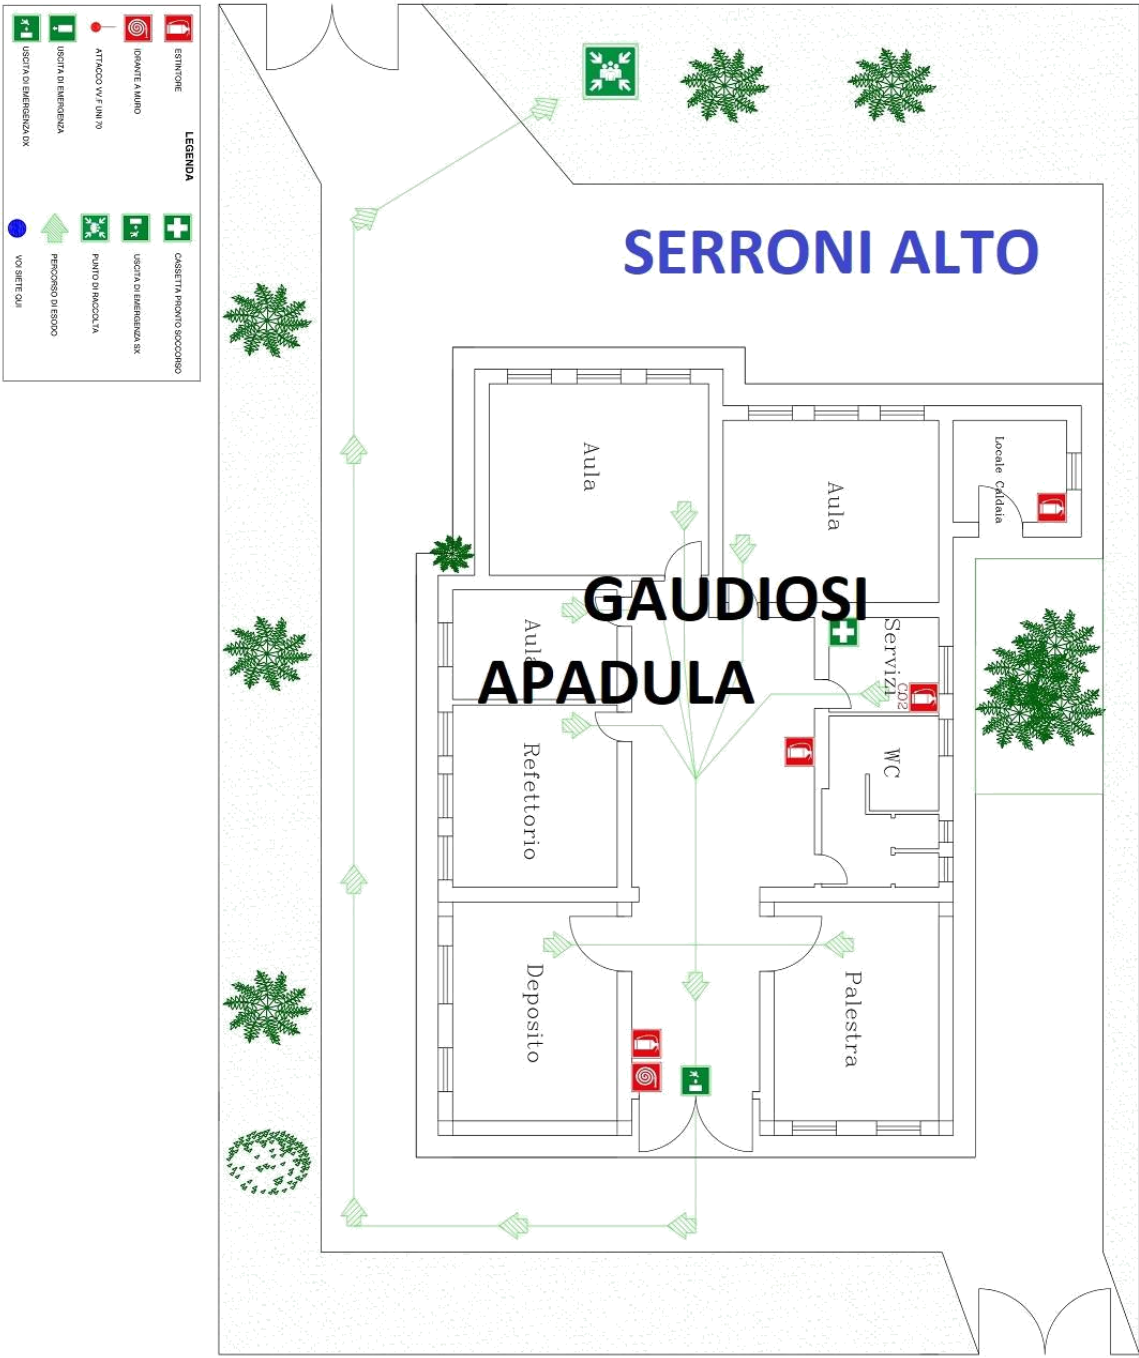 LEGENDA
ESTINTORE
IDRANTE A MURO
ATTACCO VV.F UNI 70
USCITA DI EMERGENZA
USCITA DI EMERGENZA DX
CASSETTA PRONTO SOCCORSO
USCITA DI EMERGENZA SX
PUNTO DI RACCOLTA
PERCORSO DI ESODO
VOI SIETE QUI
SERRONI ALTO
Aula
Aula
Locale Caldaia
GAUDIOSI
Aula
APADULA
Servizi
CO2
Refettorio
WC
Deposito
Palestra